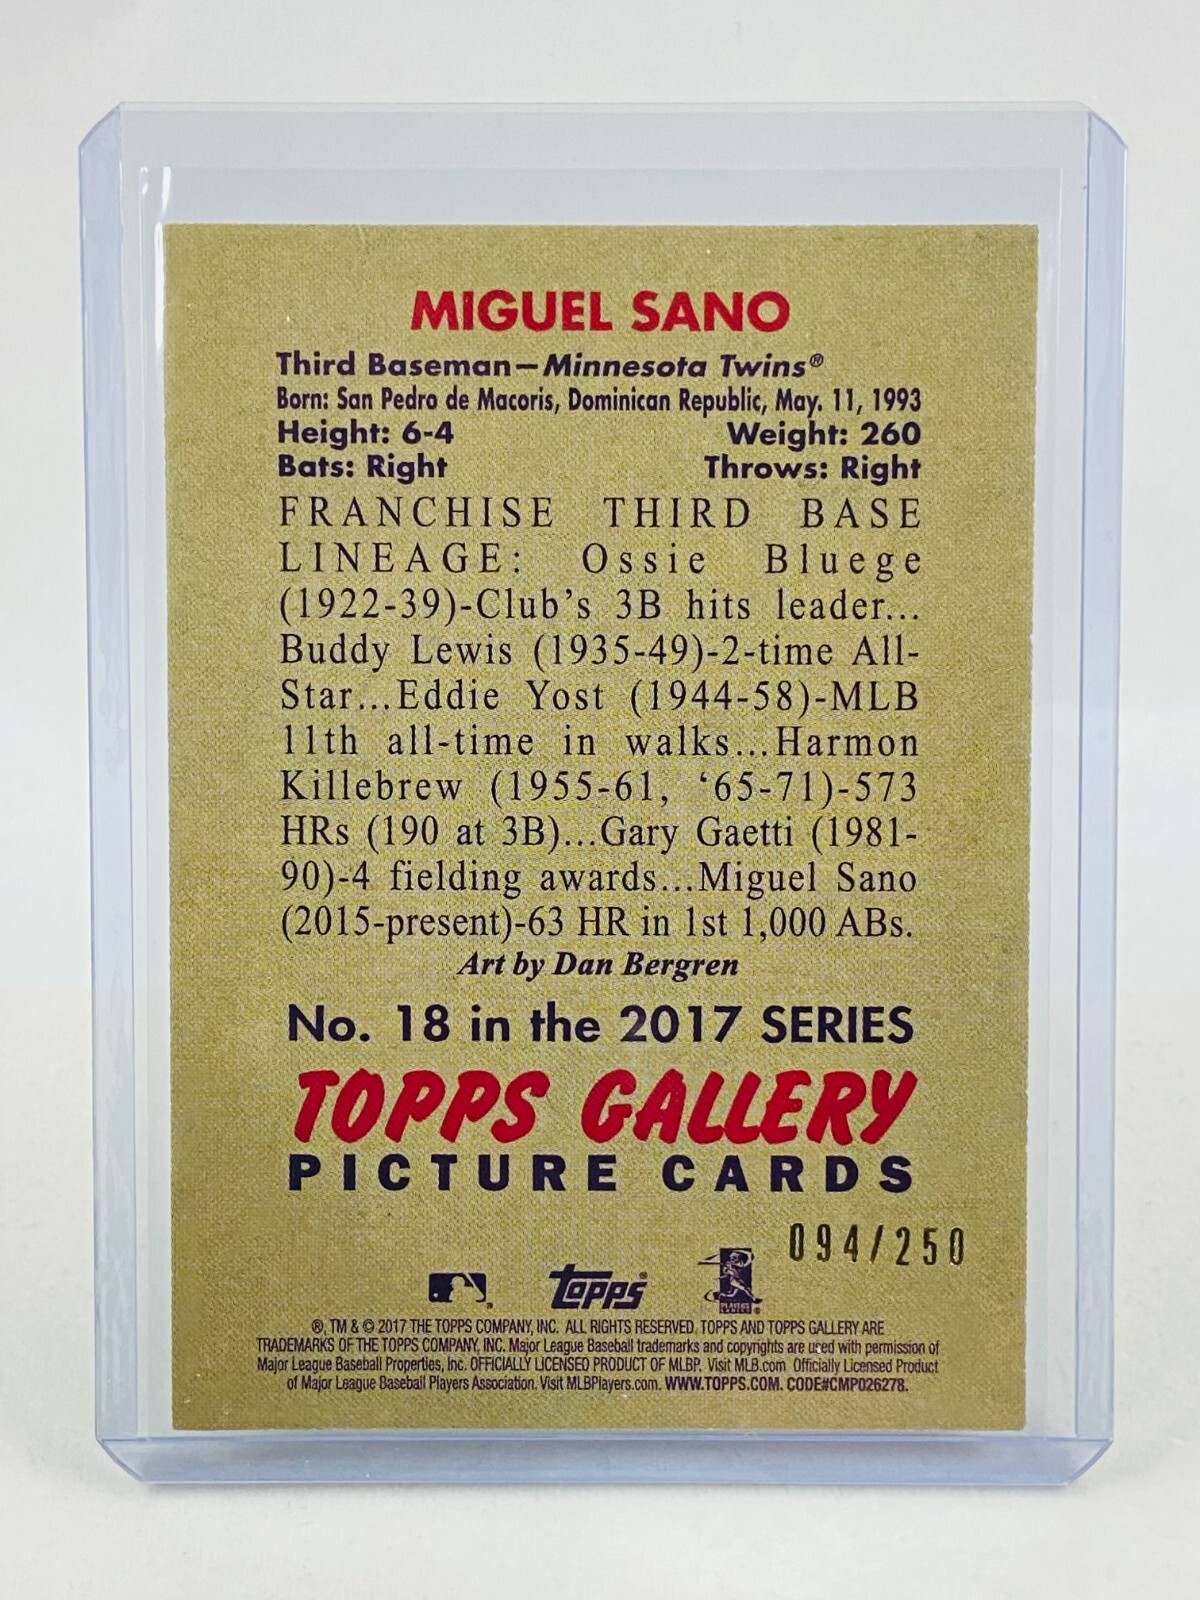 MIGUEL SANO
Third Baseman—Minnesota Twins®
Born: San Pedro de Macoris, Dominican Republic, May. 11, 1993
Height: 6-4 Weight: 260
Bats: Right Throws: Right
FRANCHISE THIRD BASE
LINEAGE: Ossie Bluege
(1922-39)-Club's 3B hits leader...
Buddy Lewis (1935-49)-2-time All-
Star...Eddie Yost (1944-58)-MLB
11th all-time in walks...Harmon
Killebrew (1955-61, ‘65-71)-573
HRs (190 at 3B)...Gary Gaetti (1981-
90)-4 fielding awards...Miguel Sano
(2015-present)-63 HR in 1st 1,000 ABs.
Art by Dan Bergren
No. 18 in the 2017 SERIES
TOPPS GALLERY
PICTURE CARDS
094/250
Topps®
®, TM & © 2017 THE TOPPS COMPANY, INC. ALL RIGHTS RESERVED. TOPPS AND TOPPS GALLERY ARE
TRADEMARKS OF THE TOPPS COMPANY, INC. Major League Baseball trademarks and copyrights are used with permission of
Major League Baseball Properties, Inc. OFFICIALLY LICENSED PRODUCT OF MLBP. Visit MLB.com Officially Licensed Product
of Major League Baseball Players Association. Visit MLBPlayers.com. WWW.TOPPS.COM. CODE#CMP026278.